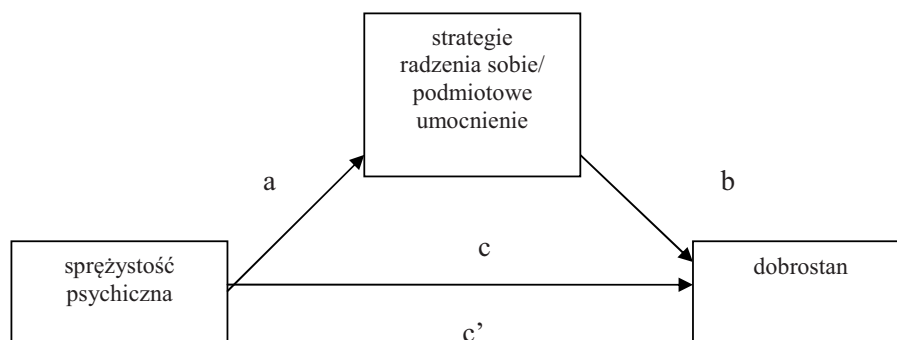 strategie
radzenia sobie/
podmiotowe
umocnienie
a
b
sprężystość
psychiczna
c
dobrostan
c’